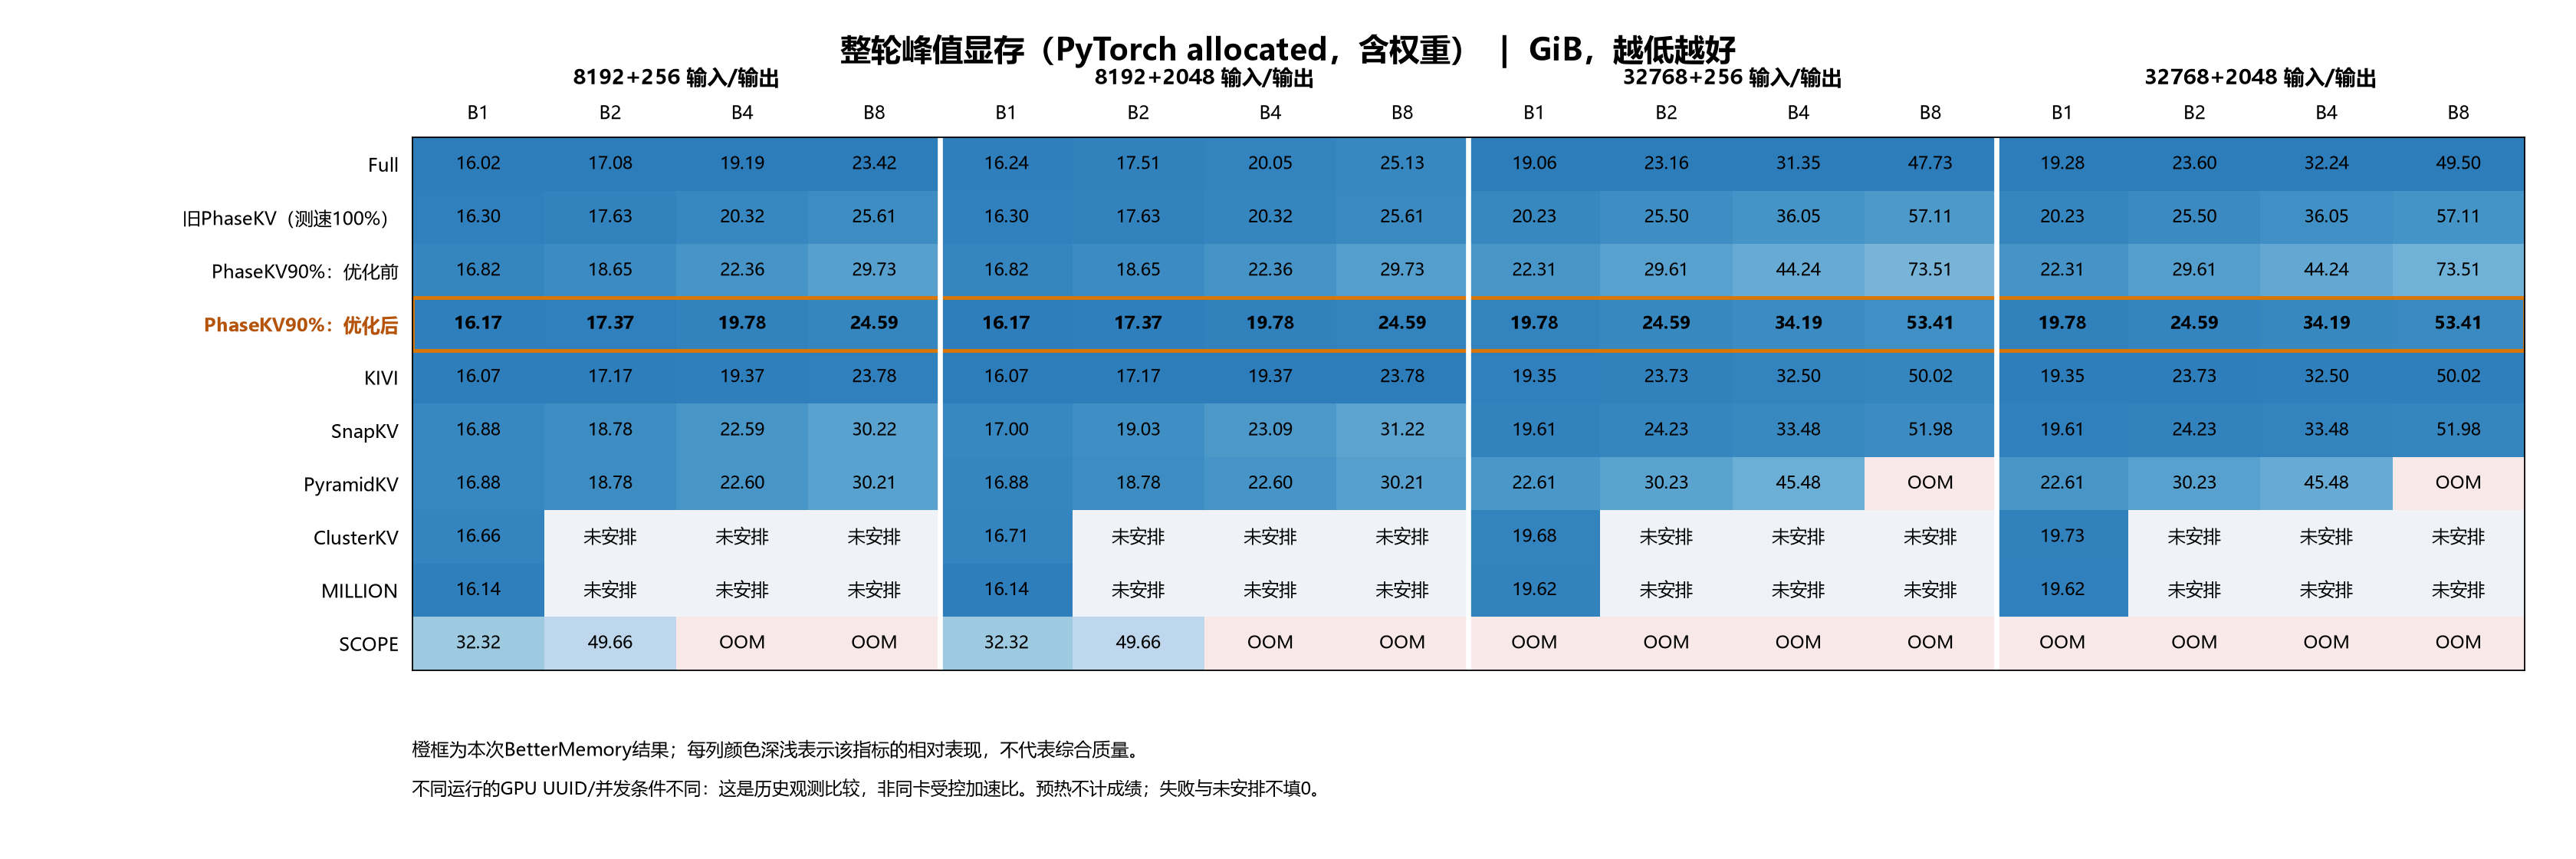 整轮峰值显存（PyTorch allocated，含权重） | GiB，越低越好
8192+256 输入/输出 8192+2048 输入/输出 32768+256 输入/输出 32768+2048 输入/输出
B1 B2 B4 B8 B1 B2 B4 B8 B1 B2 B4 B8 B1 B2 B4 B8
Full 16.02 17.08 19.19 23.42 16.24 17.51 20.05 25.13 19.06 23.16 31.35 47.73 19.28 23.60 32.24 49.50
旧PhaseKV（测速100%） 16.30 17.63 20.32 25.61 16.30 17.63 20.32 25.61 20.23 25.50 36.05 57.11 20.23 25.50 36.05 57.11
PhaseKV90%：优化前 16.82 18.65 22.36 29.73 16.82 18.65 22.36 29.73 22.31 29.61 44.24 73.51 22.31 29.61 44.24 73.51
PhaseKV90%：优化后 16.17 17.37 19.78 24.59 16.17 17.37 19.78 24.59 19.78 24.59 34.19 53.41 19.78 24.59 34.19 53.41
KIVI 16.07 17.17 19.37 23.78 16.07 17.17 19.37 23.78 19.35 23.73 32.50 50.02 19.35 23.73 32.50 50.02
SnapKV 16.88 18.78 22.59 30.22 17.00 19.03 23.09 31.22 19.61 24.23 33.48 51.98 19.61 24.23 33.48 51.98
PyramidKV 16.88 18.78 22.60 30.21 16.88 18.78 22.60 30.21 22.61 30.23 45.48 OOM 22.61 30.23 45.48 OOM
ClusterKV 16.66 未安排 未安排 未安排 16.71 未安排 未安排 未安排 19.68 未安排 未安排 未安排 19.73 未安排 未安排 未安排
MILLION 16.14 未安排 未安排 未安排 16.14 未安排 未安排 未安排 19.62 未安排 未安排 未安排 19.62 未安排 未安排 未安排
SCOPE 32.32 49.66 OOM OOM 32.32 49.66 OOM OOM OOM OOM OOM OOM OOM OOM OOM OOM
橙框为本次BetterMemory结果；每列颜色深浅表示该指标的相对表现，不代表综合质量。
不同运行的GPU UUID/并发条件不同：这是历史观测比较，非同卡受控加速比。预热不计成绩；失败与未安排不填0。